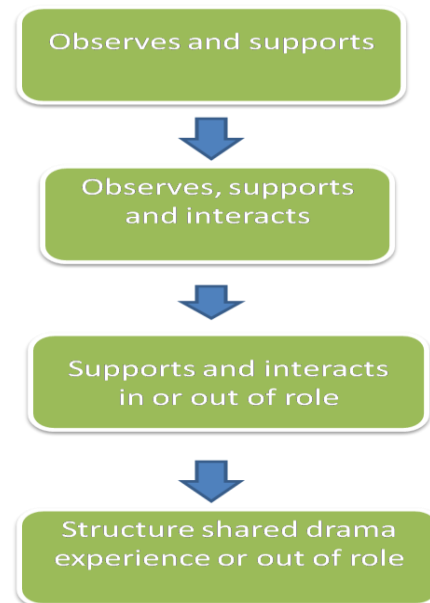 Observes and supports
Observes, supports
and interacts
Supports and interacts
in or out of role
Structure shared drama
experience or out of role